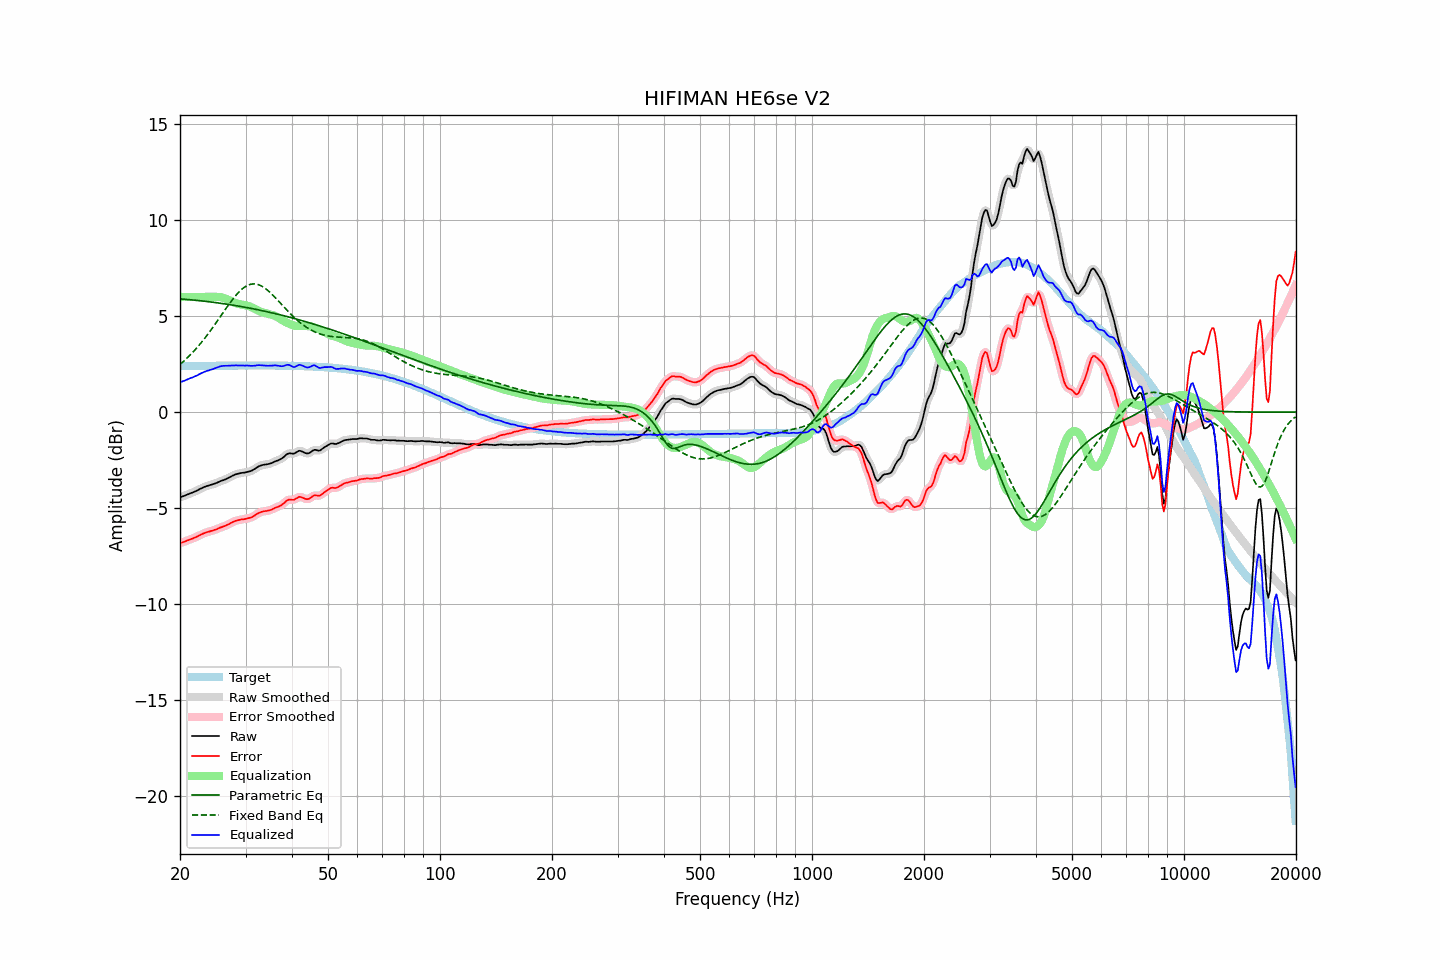 HIFIMAN HE6se V2
15
10
5
0
−5
−10
−15
−20
Amplitude (dBr)
Target
Raw Smoothed
Error Smoothed
Raw
Error
Equalization
Parametric Eq
Fixed Band Eq
Equalized
20 50 100 200 500 1000 2000 5000 10000 20000
Frequency (Hz)